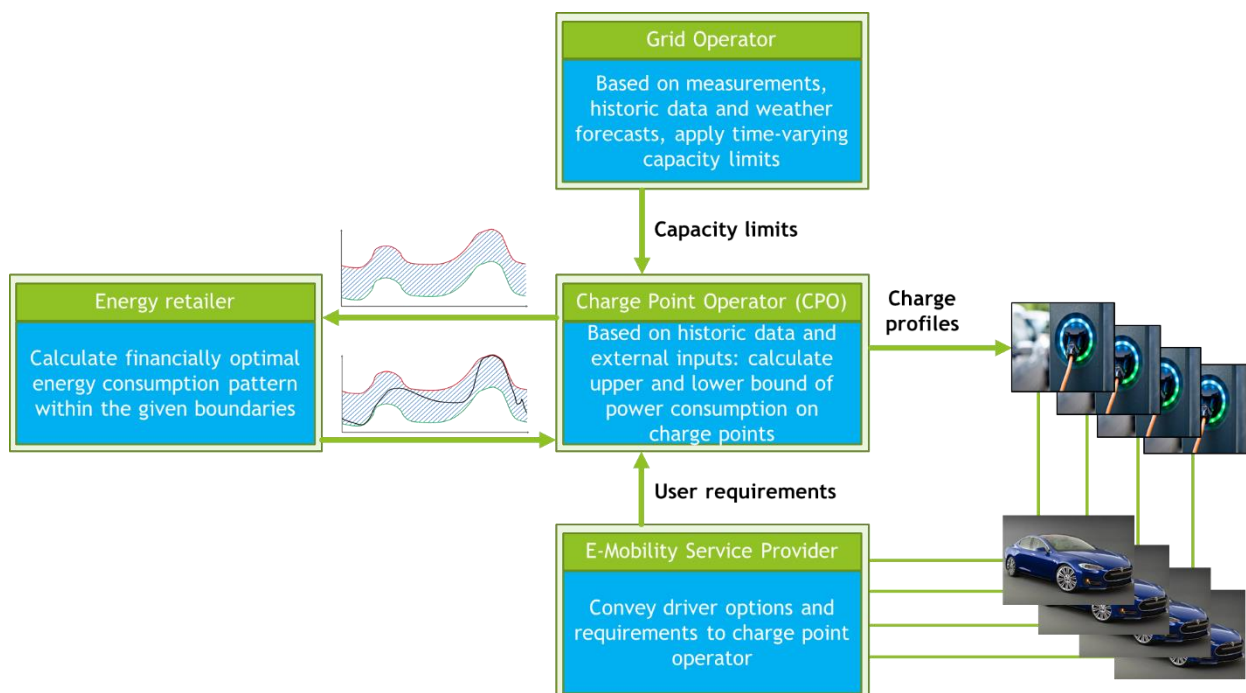 Grid Operator
Based on measurements,
historic data and weather
forecasts, apply time-varying
capacity limits
Capacity limits
Energy retailer
Calculate financially optimal
energy consumption pattern
within the given boundaries
Charge Point Operator (CPO)
Based on historic data and
external inputs: calculate
upper and lower bound of
power consumption on
charge points
Charge
profiles
User requirements
E-Mobility Service Provider
Convey driver options and
requirements to charge point
operator